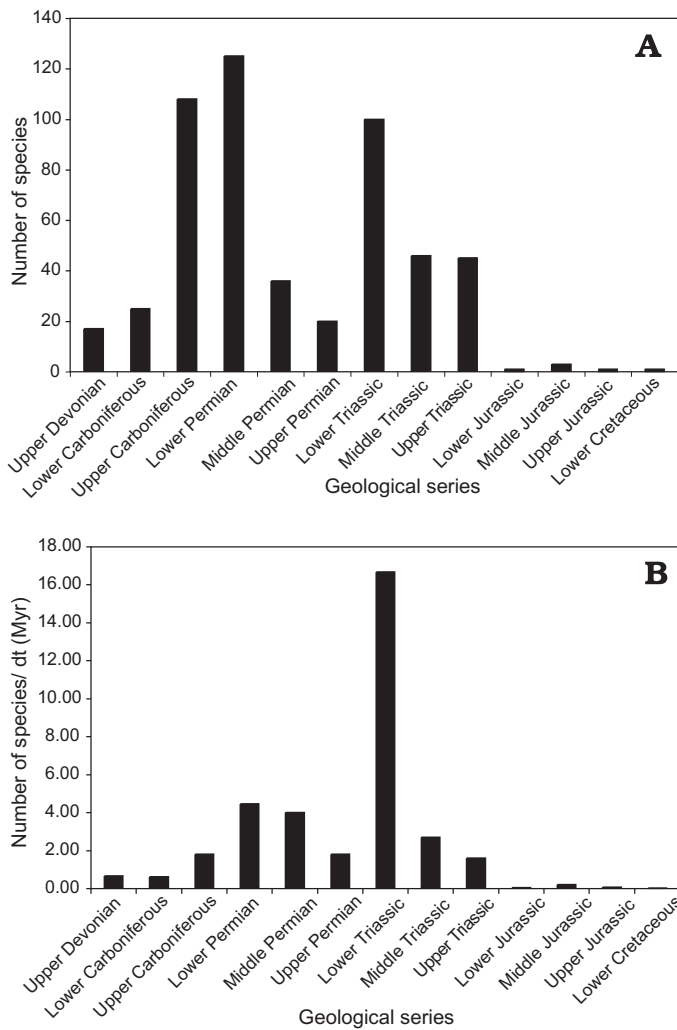 A
Number of species
140
120
100
80
60
40
20
0
Upper Devonian
Lower Carboniferous
Upper Carboniferous
Lower Permian
Middle Permian
Upper Permian
Lower Triassic
Middle Triassic
Upper Triassic
Lower Jurassic
Middle Jurassic
Upper Jurassic
Lower Cretaceous
Geological series
B
Number of species/ dt (Myr)
18.00
16.00
14.00
12.00
10.00
8.00
6.00
4.00
2.00
0.00
Upper Devonian
Lower Carboniferous
Upper Carboniferous
Lower Permian
Middle Permian
Upper Permian
Lower Triassic
Middle Triassic
Upper Triassic
Lower Jurassic
Middle Jurassic
Upper Jurassic
Lower Cretaceous
Geological series